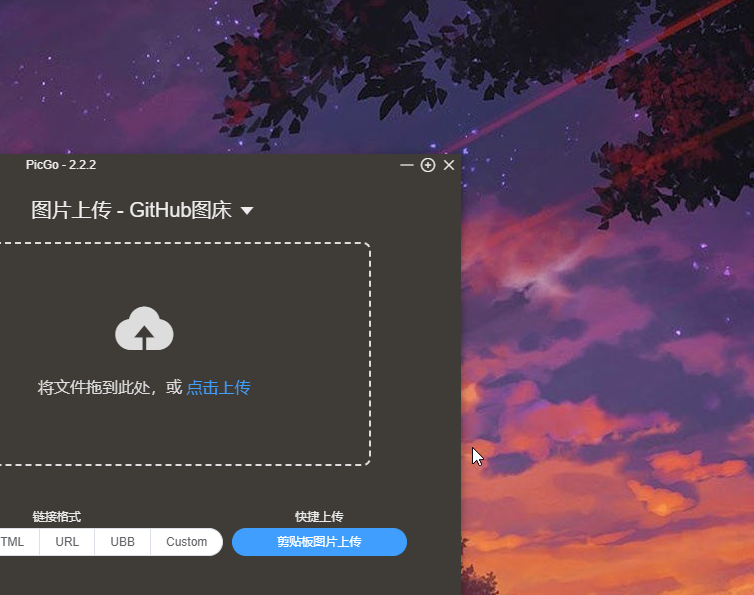 PicGo - 2.2.2
图片上传 - GitHub图床
将文件拖到此处，或 点击上传
链接格式
快捷上传
TML URL UBB Custom
剪贴板图片上传